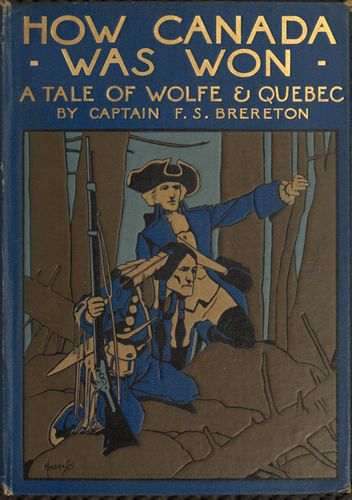 HOW CANADA
- WAS WON -
A TALE OF WOLFE & QUEBEC
BY CAPTAIN F. S. BRERETON